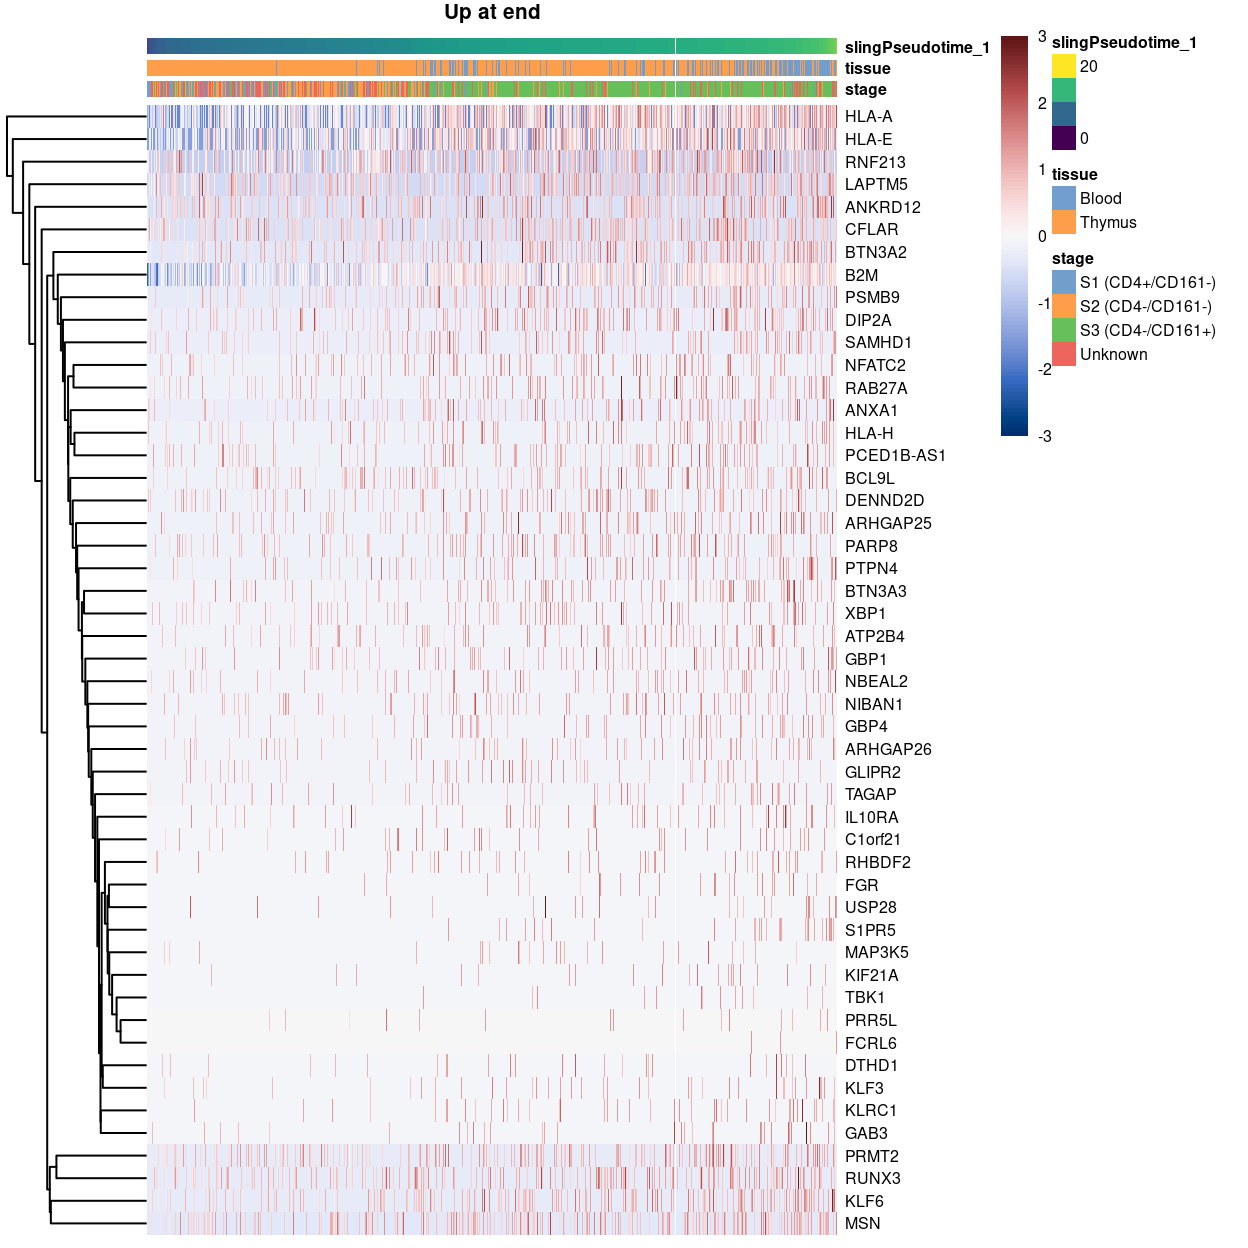 Up at end
slingPseudotime_1
tissue
stage
HLA-A
HLA-E
RNF213
LAPTM5
ANKRD12
CFLAR
BTN3A2
B2M
PSMB9
DIP2A
SAMHD1
NFATC2
RAB27A
ANXA1
HLA-H
PCED1B-AS1
BCL9L
DENND2D
ARHGAP25
PARP8
PTPN4
BTN3A3
XBP1
ATP2B4
GBP1
NBEAL2
NIBAN1
GBP4
ARHGAP26
GLIPR2
TAGAP
IL10RA
C1orf21
RHBDF2
FGR
USP28
S1PR5
MAP3K5
KIF21A
TBK1
PRR5L
FCRL6
DTHD1
KLF3
KLRC1
GAB3
PRMT2
RUNX3
KLF6
MSN
3
2
1
0
-1
-2
-3
slingPseudotime_1
20
0
tissue
Blood
Thymus
stage
S1 (CD4+/CD161-)
S2 (CD4-/CD161-)
S3 (CD4-/CD161+)
Unknown